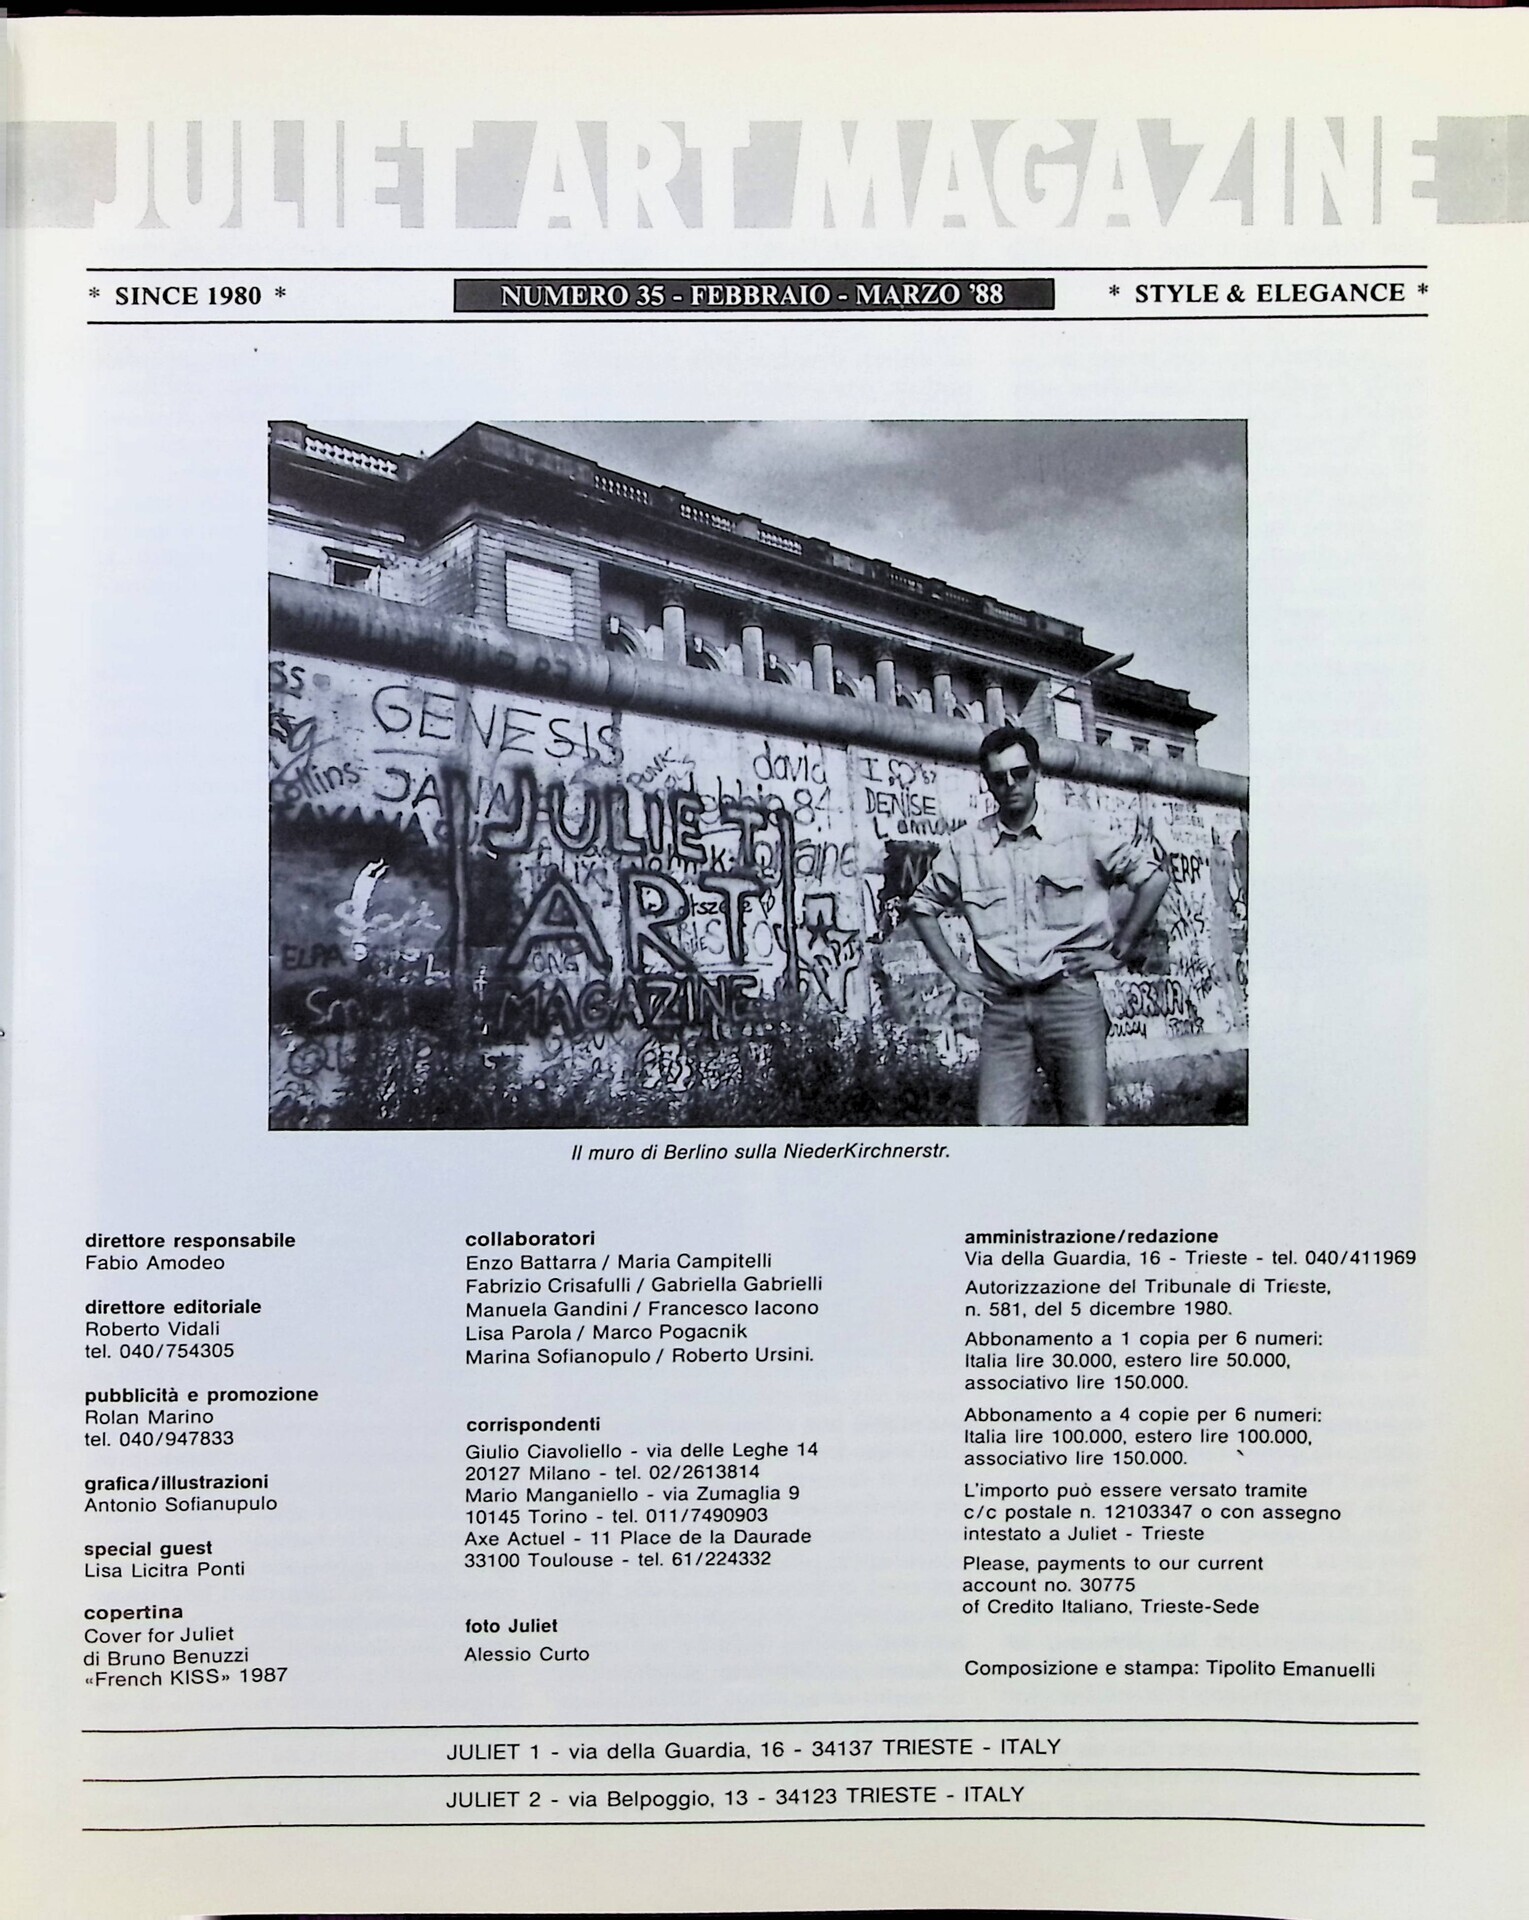 JULIET ART MAGAZINE
* SINCE 1980 *
NUMERO 35 - FEBBRAIO - MARZO '88
* STYLE & ELEGANCE *
GENESIS
david
I
DENISE
JULIET
ART
MAGAZINE
ELPA
Il muro di Berlino sulla NiederKirchnerstr.
direttore responsabile
Fabio Amodeo
direttore editoriale
Roberto Vidali
tel. 040/754305
pubblicità e promozione
Rolan Marino
tel. 040/947833
grafica/illustrazioni
Antonio Sofianupulo
special guest
Lisa Licitra Ponti
copertina
Cover for Juliet
di Bruno Benuzzi
«French KISS» 1987
collaboratori
Enzo Battarra / Maria Campitelli
Fabrizio Crisafulli / Gabriella Gabrielli
Manuela Gandini / Francesco Iacono
Lisa Parola / Marco Pogacnik
Marina Sofianopulo / Roberto Ursini.
corrispondenti
Giulio Ciavoliello - via delle Leghe 14
20127 Milano - tel. 02/2613814
Mario Manganiello - via Zumaglia 9
10145 Torino - tel. 011/7490903
Axe Actuel - 11 Place de la Daurade
33100 Toulouse - tel. 61/224332
foto Juliet
Alessio Curto
amministrazione/redazione
Via della Guardia, 16 - Trieste - tel. 040/411969
Autorizzazione del Tribunale di Trieste,
n. 581, del 5 dicembre 1980.
Abbonamento a 1 copia per 6 numeri:
Italia lire 30.000, estero lire 50.000,
associativo lire 150.000.
Abbonamento a 4 copie per 6 numeri:
Italia lire 100.000, estero lire 100.000,
associativo lire 150.000.
L'importo può essere versato tramite
c/c postale n. 12103347 o con assegno
intestato a Juliet - Trieste
Please, payments to our current
account no. 30775
of Credito Italiano, Trieste-Sede
Composizione e stampa: Tipolito Emanuelli
JULIET 1 - via della Guardia, 16 - 34137 TRIESTE - ITALY
JULIET 2 - via Belpoggio, 13 - 34123 TRIESTE - ITALY